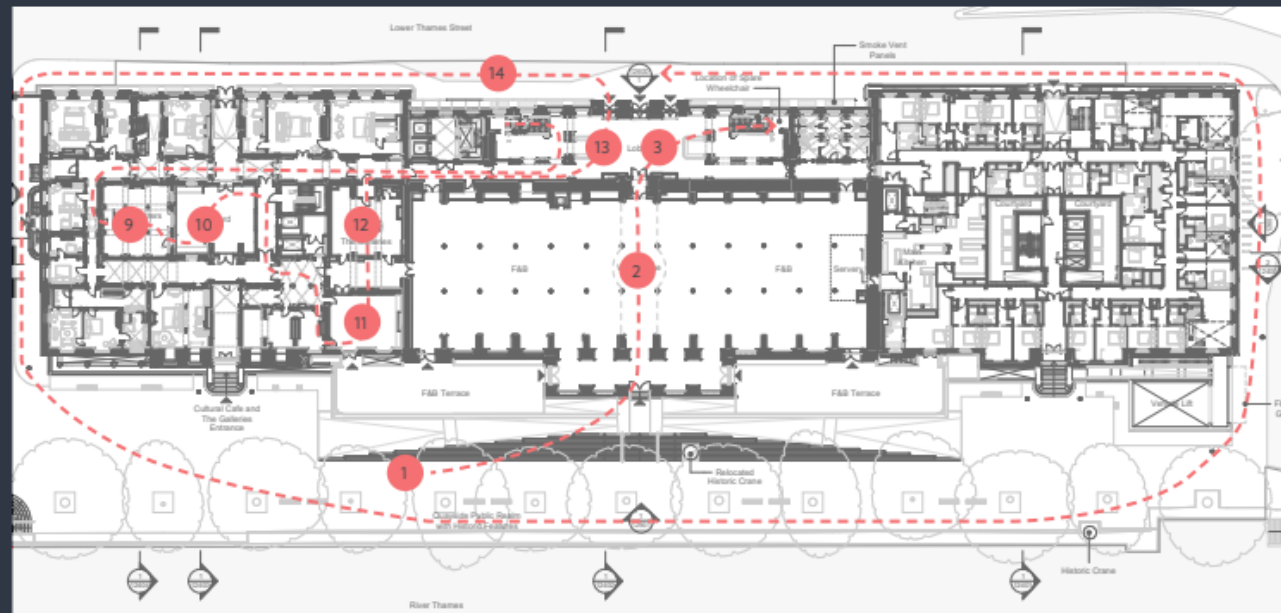 Lower Thames Street
14
Smoke Vent
Panels
Location of Spare
Wheelchair
13
3
9
10
12
Courtyard
Courtyard
Main
Kitchen
F&B
2
F&B
Servery
11
F&B Terrace
F&B Terrace
Cultural Cafe and
The Galleries
Entrance
1
Relocated
Historic Crane
Quayside Public Realm
with Historic Features
Historic Crane
River Thames